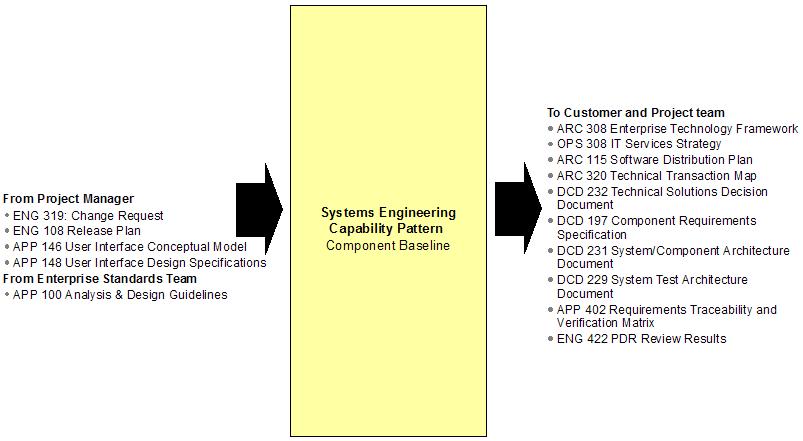 From Project Manager
ENG 319: Change Request
ENG 108 Release Plan
APP 146 User Interface Conceptual Model
APP 148 User Interface Design Specifications
From Enterprise Standards Team
APP 100 Analysis & Design Guidelines
Systems Engineering
Capability Pattern
Component Baseline
To Customer and Project team
ARC 308 Enterprise Technology Framework
OPS 308 IT Services Strategy
ARC 115 Software Distribution Plan
ARC 320 Technical Transaction Map
DCD 232 Technical Solutions Decision
Document
DCD 197 Component Requirements
Specification
DCD 231 System/Component Architecture
Document
DCD 229 System Test Architecture
Document
APP 402 Requirements Traceability and
Verification Matrix
ENG 422 PDR Review Results